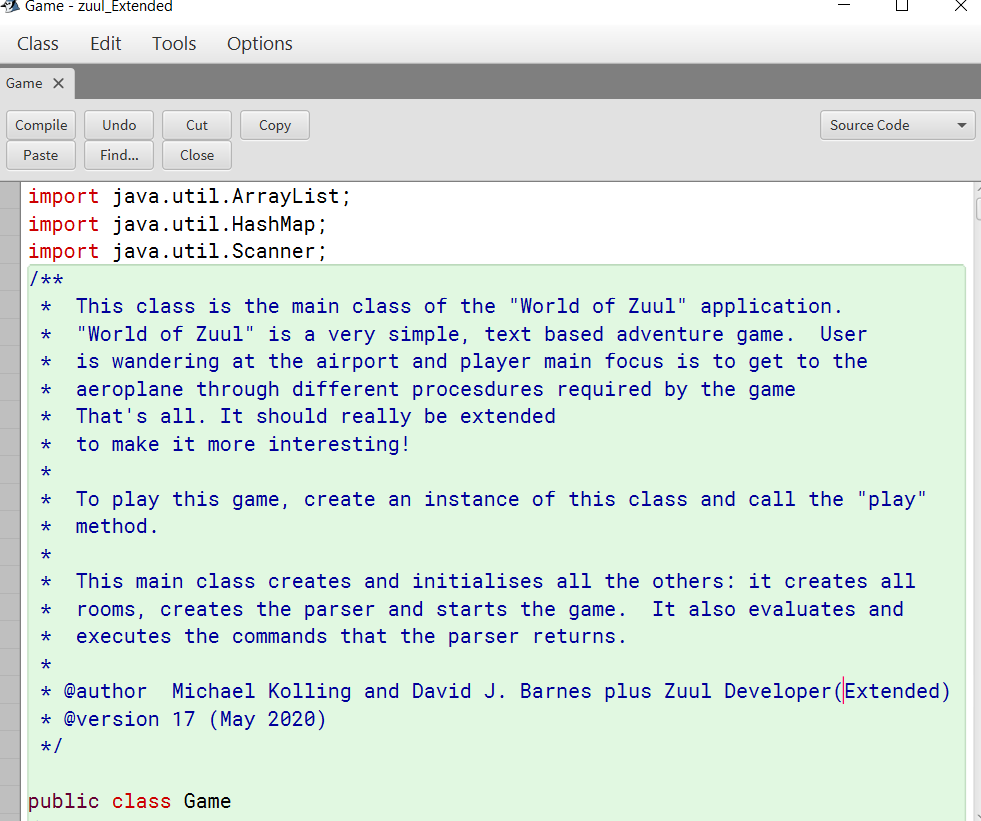 Game - zuul_Extended
Class Edit Tools Options
Game
Compile Undo Cut Copy Source Code
Paste Find... Close
import java.util.ArrayList;
import java.util.HashMap;
import java.util.Scanner;
/**
 *  This class is the main class of the "World of Zuul" application.
 *  "World of Zuul" is a very simple, text based adventure game.  User
 *  is wandering at the airport and player main focus is to get to the
 *  aeroplane through different procesdures required by the game
 *  That's all. It should really be extended
 *  to make it more interesting!
 *
 *  To play this game, create an instance of this class and call the "play"
 *  method.
 *
 *  This main class creates and initialises all the others: it creates all
 *  rooms, creates the parser and starts the game.  It also evaluates and
 *  executes the commands that the parser returns.
 *
 * @author  Michael Kolling and David J. Barnes plus Zuul Developer(Extended)
 * @version 17 (May 2020)
 */
public class Game